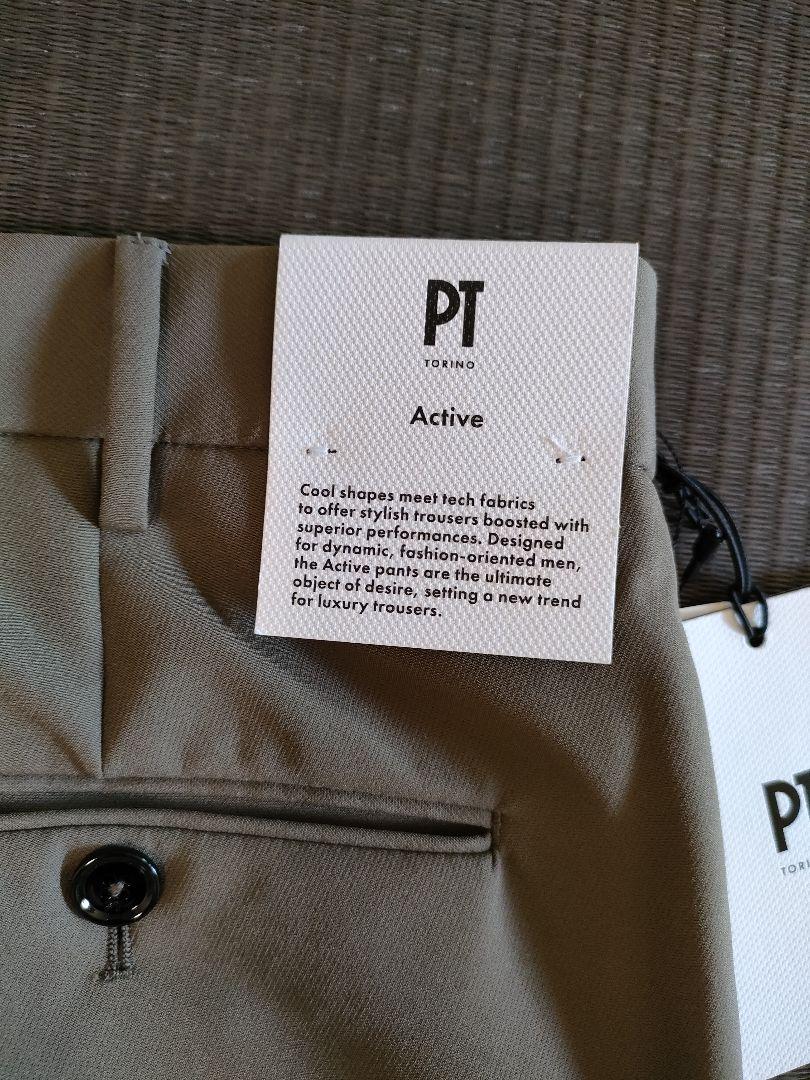 PT
TORINO
Active
Cool shapes meet tech fabrics
to offer stylish trousers boosted with
superior performances. Designed
for dynamic, fashion-oriented men,
the Active pants are the ultimate
object of desire, setting a new trend
for luxury trousers.
PT